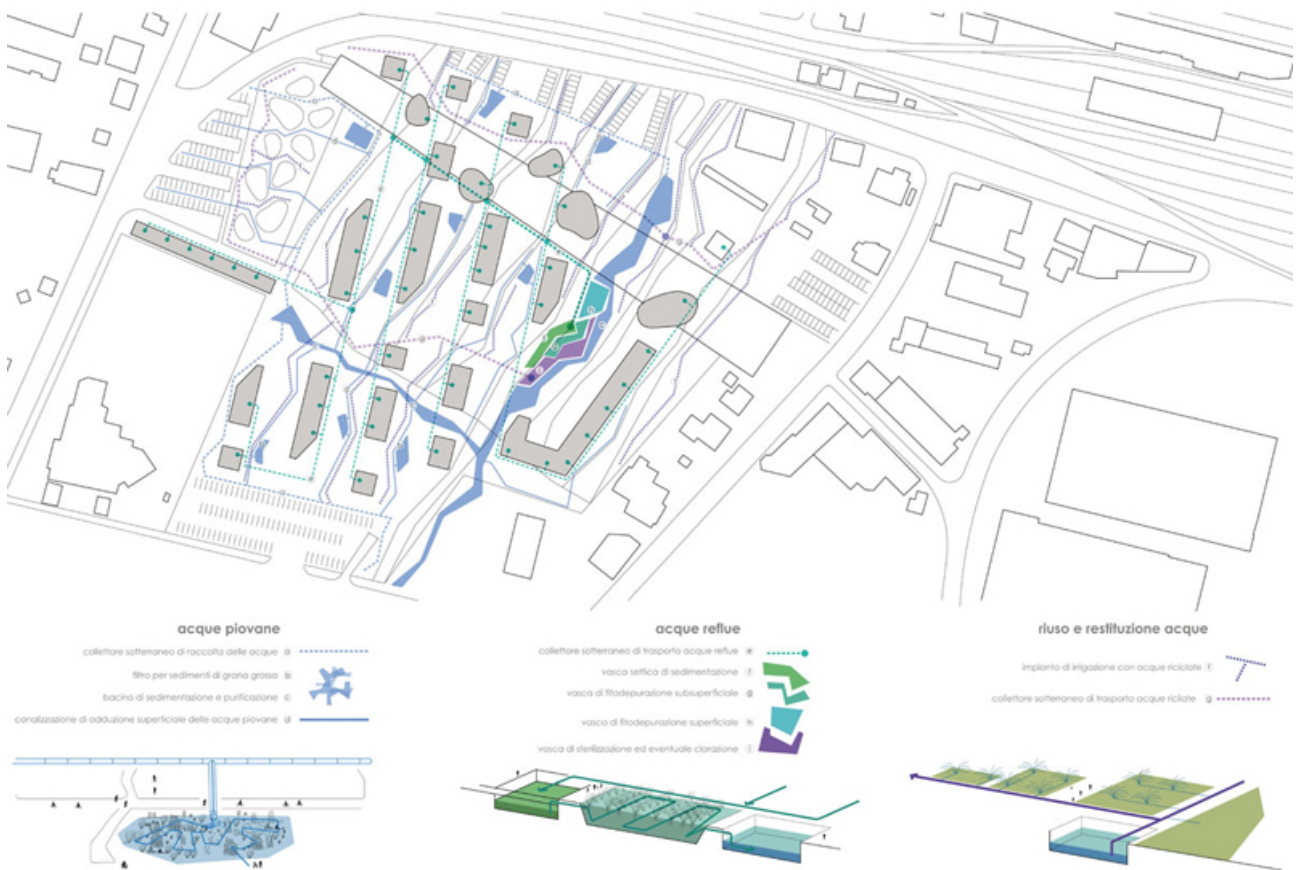 acque piovane
collettore sotterraneo di raccolta delle acque a
filtro per sedimenti di grana grossa b
bacino di sedimentazione e purificazione c
canalizzazione di adduzione superficiale delle acque piovane d
acque reflue
collettore sotterraneo di trasporto acque reflue e
vasca settica di sedimentazione f
vasca di fitodepurazione subsuperficiale g
vasca di fitodepurazione superficiale h
vasca di sterilizzazione ed eventuale clorazione i
riuso e restituzione acque
impianto di irrigazione con acque riciclate f
collettore sotterraneo di trasporto acque riciclate g